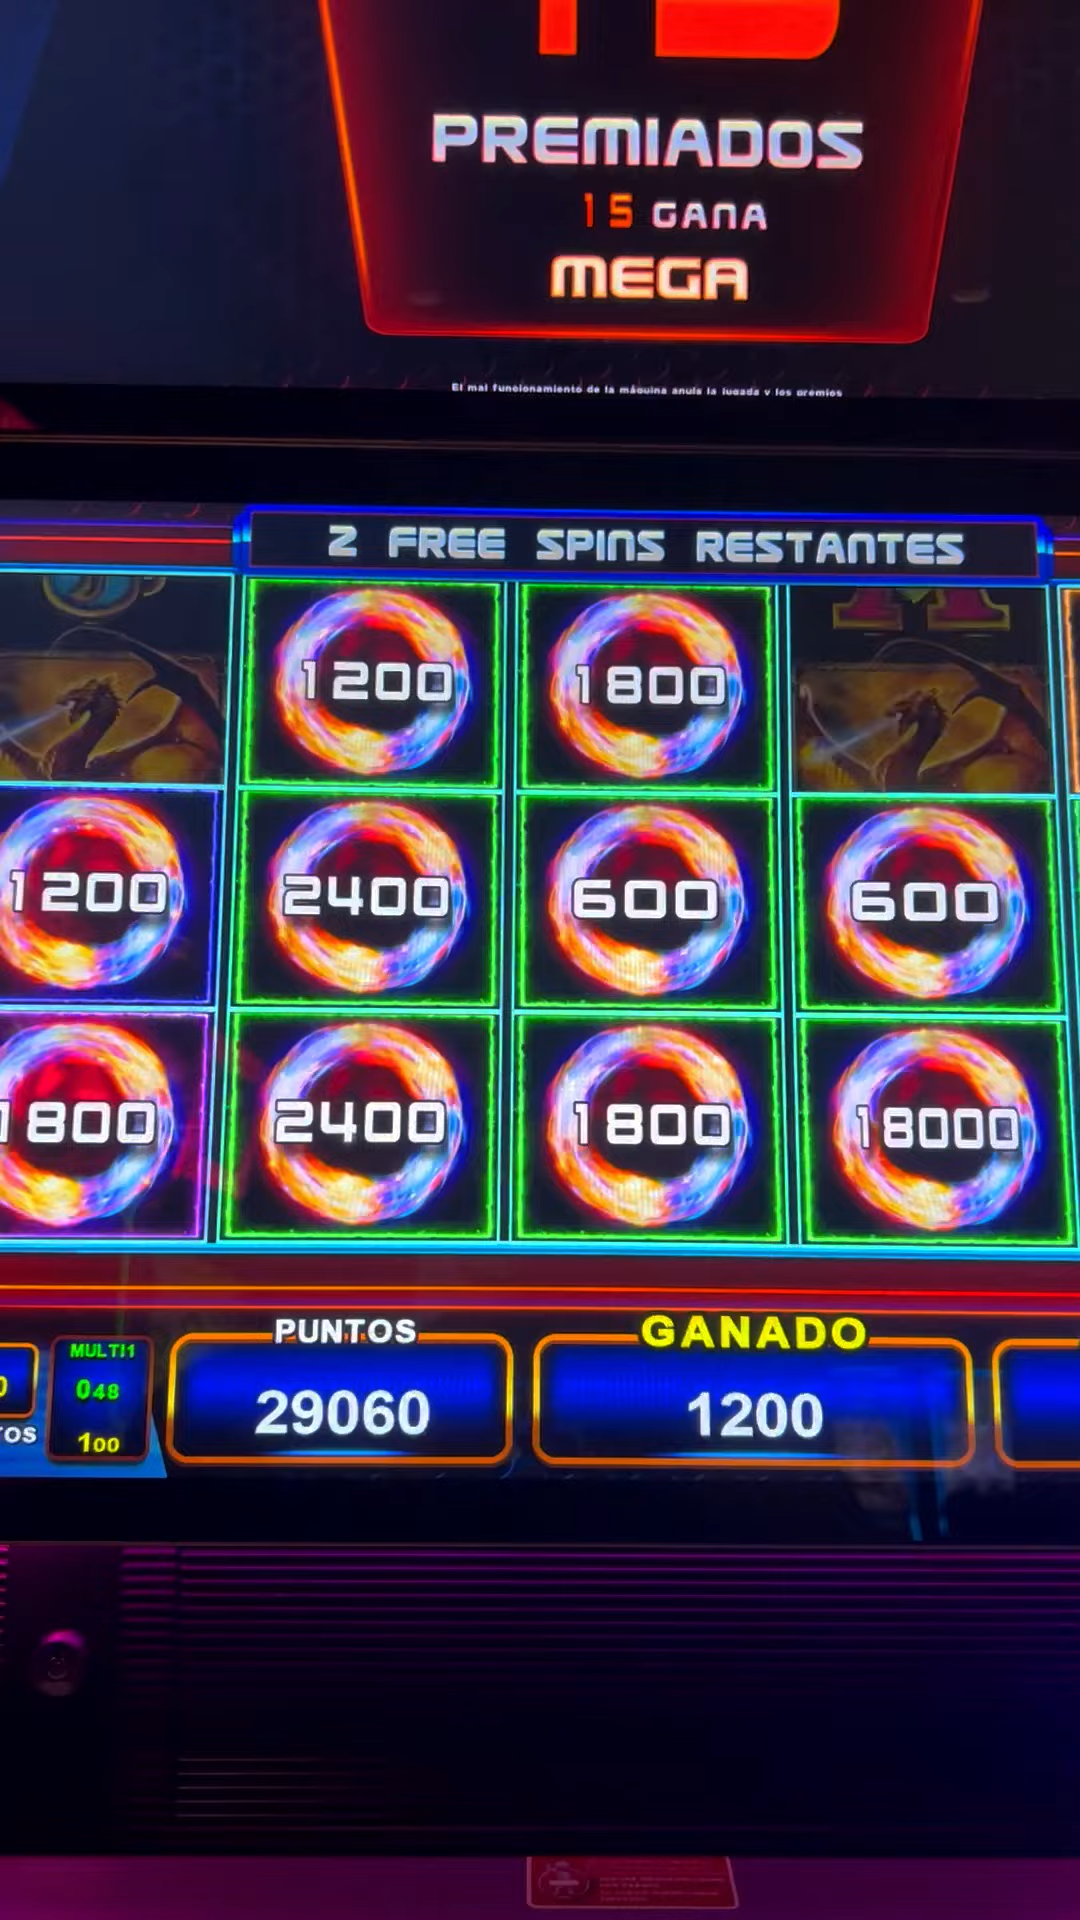 PREMIADOS
15 GANA
MEGA
El mal funcionamiento de la máquina anula la jugada y los premios
2 FREE SPINS RESTANTES
1200 1800
1200 2400 600 600
1800 2400 1800 18000
MULTI1
048
100
PUNTOS
29060
GANADO
1200